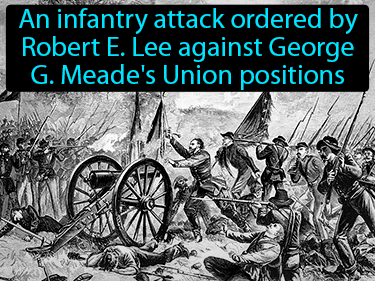 An infantry attack ordered by
Robert E. Lee against George
G. Meade's Union positions